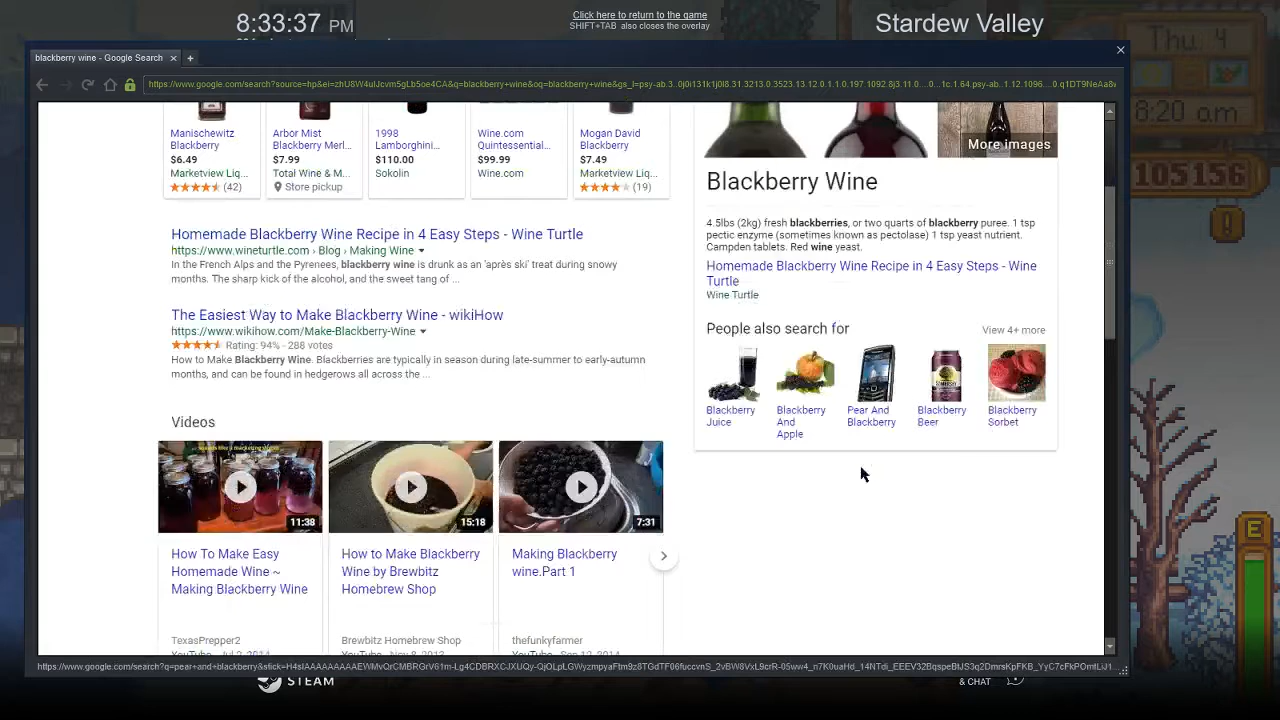 8:33:37 PM
Click here to return to the game
SHIFT+TAB also closes the overlay
Stardew Valley
Thu. 4
8:20 am
105156
E
blackberry wine - Google Search
Manischewitz
Blackberry
$6.49
Marketview Liq...
(42)
Arbor Mist
Blackberry Merl...
$7.99
Total Wine & M...
Store pickup
1998
Lamborghini...
$110.00
Sokolin
Wine.com
Quintessential...
$99.99
Wine.com
Mogan David
Blackberry
$7.49
Marketview Liq...
(19)
More images
Blackberry Wine
4.5lbs (2kg) fresh blackberries, or two quarts of blackberry puree. 1 tsp
pectic enzyme (sometimes known as pectolase) 1 tsp yeast nutrient.
Campden tablets. Red wine yeast.
Homemade Blackberry Wine Recipe in 4 Easy Steps - Wine
Turtle
Wine Turtle
People also search for
View 4+ more
Blackberry
Juice
Blackberry
And
Apple
Pear And
Blackberry
Blackberry
Beer
Blackberry
Sorbet
Homemade Blackberry Wine Recipe in 4 Easy Steps - Wine Turtle
https://www.wineturtle.com › Blog › Making Wine
In the French Alps and the Pyrenees, blackberry wine is drunk as an 'après ski' treat during snowy
months. The sharp kick of the alcohol, and the sweet tang of ...
The Easiest Way to Make Blackberry Wine - wikiHow
https://www.wikihow.com/Make-Blackberry-Wine
Rating: 94% - 288 votes
How to Make Blackberry Wine. Blackberries are typically in season during late-summer to early-autumn
months, and can be found in hedgerows all across the ...
Videos
11:38
15:18
7:31
How To Make Easy
Homemade Wine ~
Making Blackberry Wine
TexasPrepper2
How to Make Blackberry
Wine by Brewbitz
Homebrew Shop
Brewbitz Homebrew Shop
Making Blackberry
wine.Part 1
thefunkyfarmer
STEAM
& CHAT